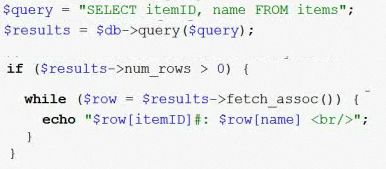 $query = "SELECT itemID, name FROM items";
$results = $db->query($query);
if ($results->num_rows > 0) {
while ($row = $results->fetch_assoc()) {
echo "$row[itemID]#: $row[name] <br/>";
}
}